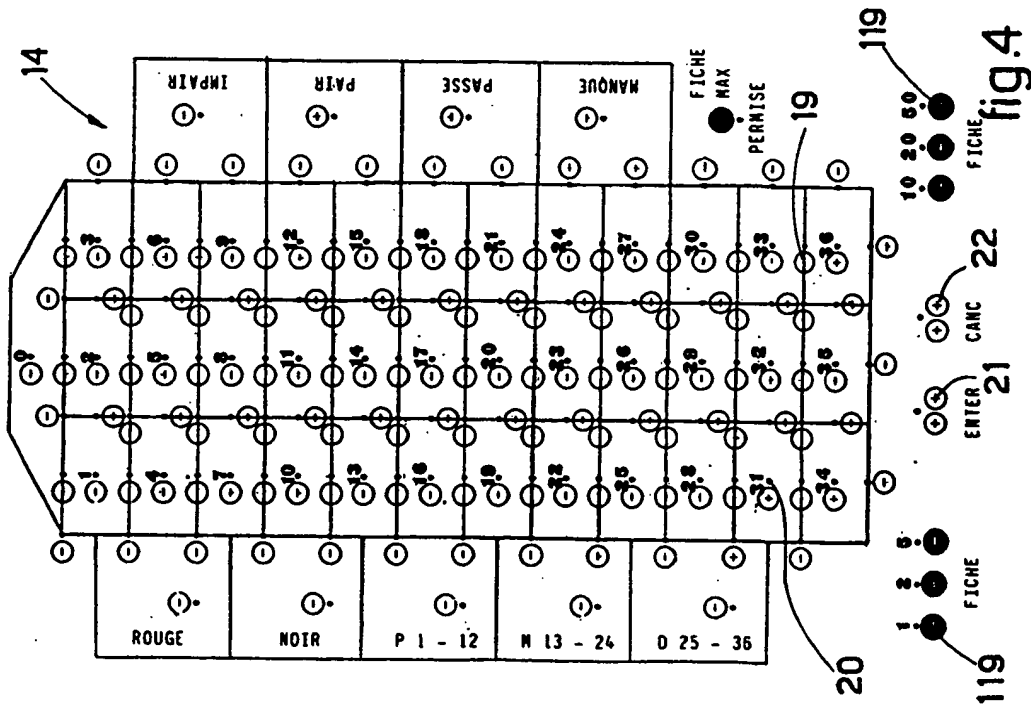 14
0
1 2 3
4 5 6
7 8 9
10 11 12
13 14 15
16 17 18
19 20 21
22 23 24
25 26 27
28 29 30
31 32 33
34 35 36
ROUGE
NOIR
P 1 - 12
M 13 - 24
D 25 - 36
IMPAIR
PAIR
PASSE
MANQUE
FICHE
MAX
PERMISE
19
20
1 2 5
FICHE
119
ENTER
21
CANC
22
10 20 50
FICHE
119
fig.4